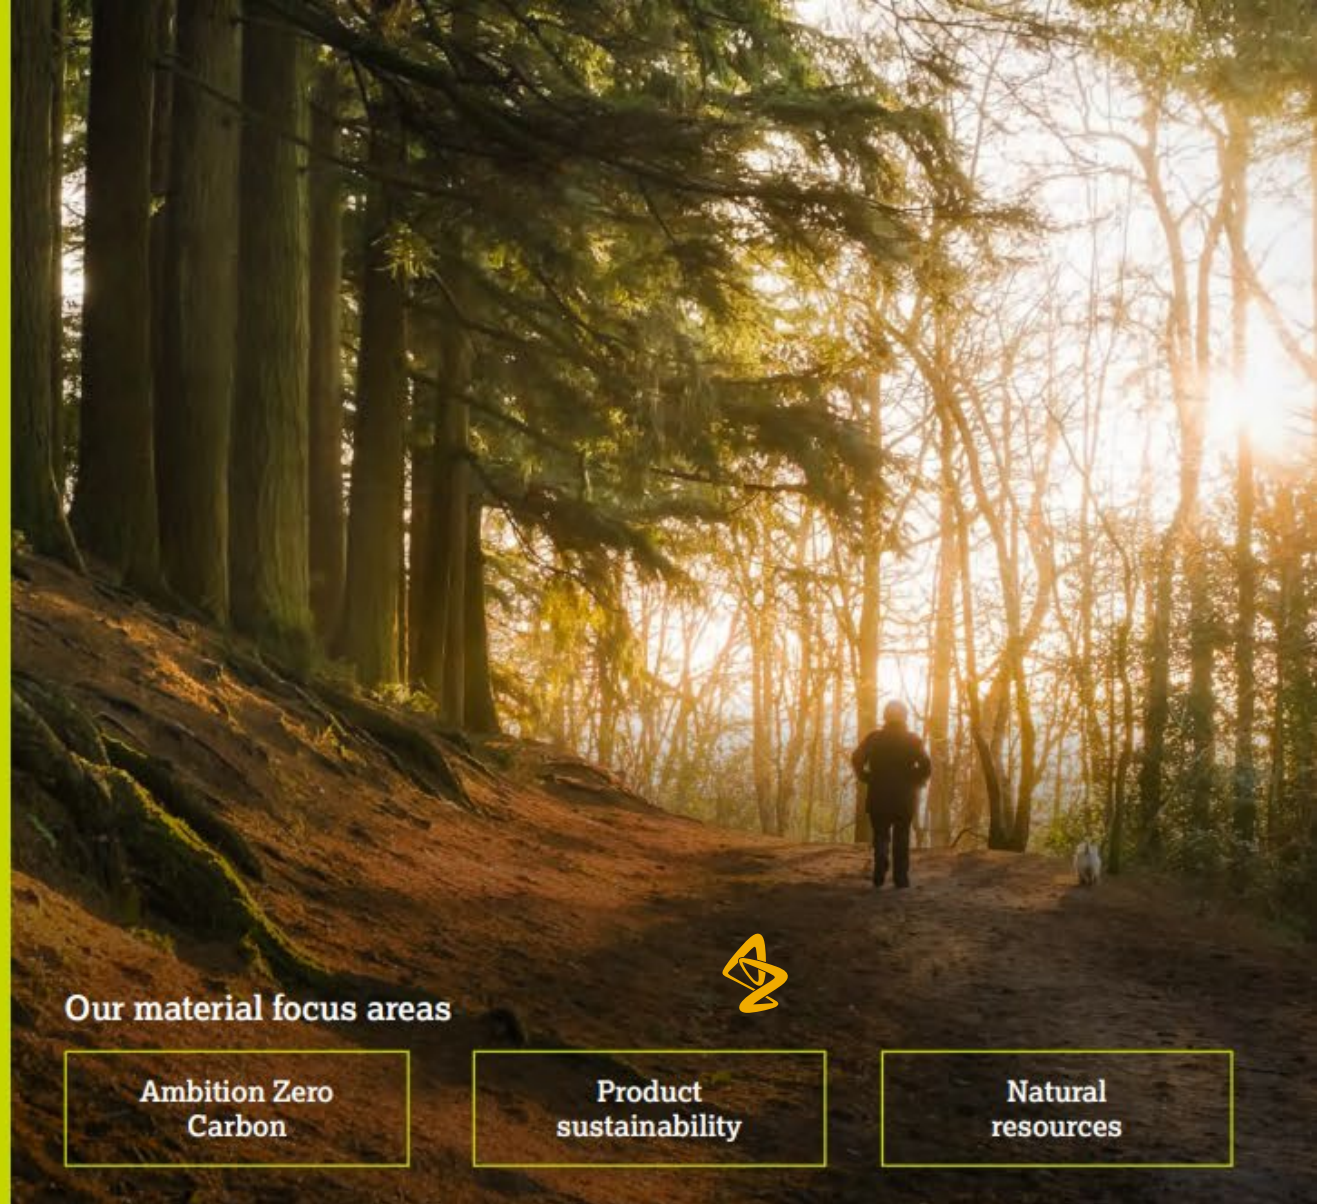 Our material focus areas
Ambition Zero
Carbon
Product
sustainability
Natural
resources